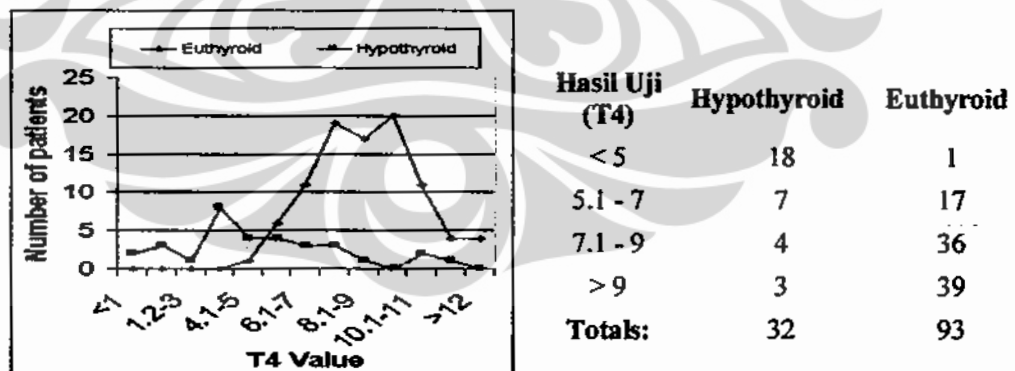 Euthyroid Hypothyroid
25
20
15
10
5
0
Number of patients
<1 1.2-3 4.1-5 6.1-7 8.1-9 10.1-11 >12
T4 Value
Hasil Uji (T4) Hypothyroid Euthyroid
< 5 18 1
5.1 - 7 7 17
7.1 - 9 4 36
> 9 3 39
Totals: 32 93